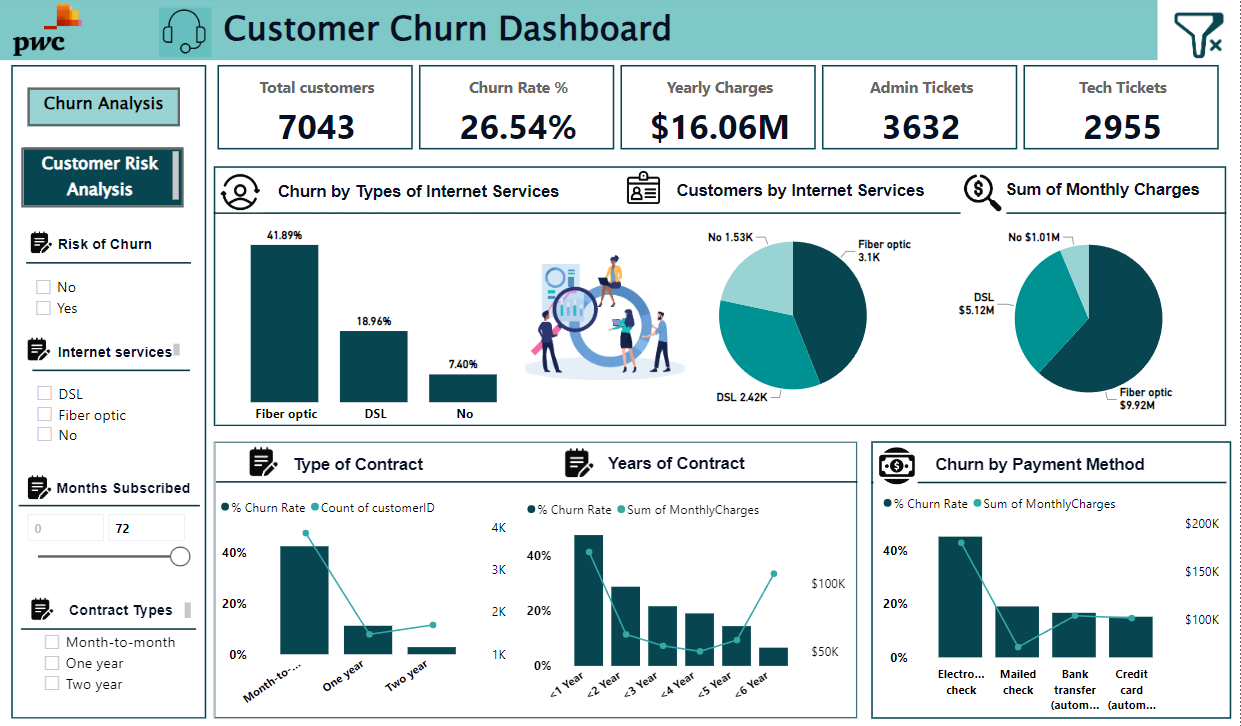 pwc
Customer Churn Dashboard
Churn Analysis
Customer Risk
Analysis
Risk of Churn
No
Yes
Internet services
DSL
Fiber optic
No
Months Subscribed
0
72
Contract Types
Month-to-month
One year
Two year
Total customers
7043
Churn Rate %
26.54%
Yearly Charges
$16.06M
Admin Tickets
3632
Tech Tickets
2955
Churn by Types of Internet Services
41.89%
18.96%
7.40%
Fiber optic
DSL
No
Customers by Internet Services
No 1.53K
Fiber optic
3.1K
DSL 2.42K
Sum of Monthly Charges
No $1.01M
DSL
$5.12M
Fiber optic
$9.92M
Type of Contract
% Churn Rate
Count of customerID
40%
20%
0%
4K
3K
2K
1K
Month-to-...
One year
Two year
Years of Contract
% Churn Rate
Sum of MonthlyCharges
40%
20%
0%
$100K
$50K
<1 Year
<2 Year
<3 Year
<4 Year
<5 Year
<6 Year
Churn by Payment Method
% Churn Rate
Sum of MonthlyCharges
40%
20%
0%
$200K
$150K
$100K
Electro...
check
Mailed
check
Bank
transfer
(autom...
Credit
card
(autom...